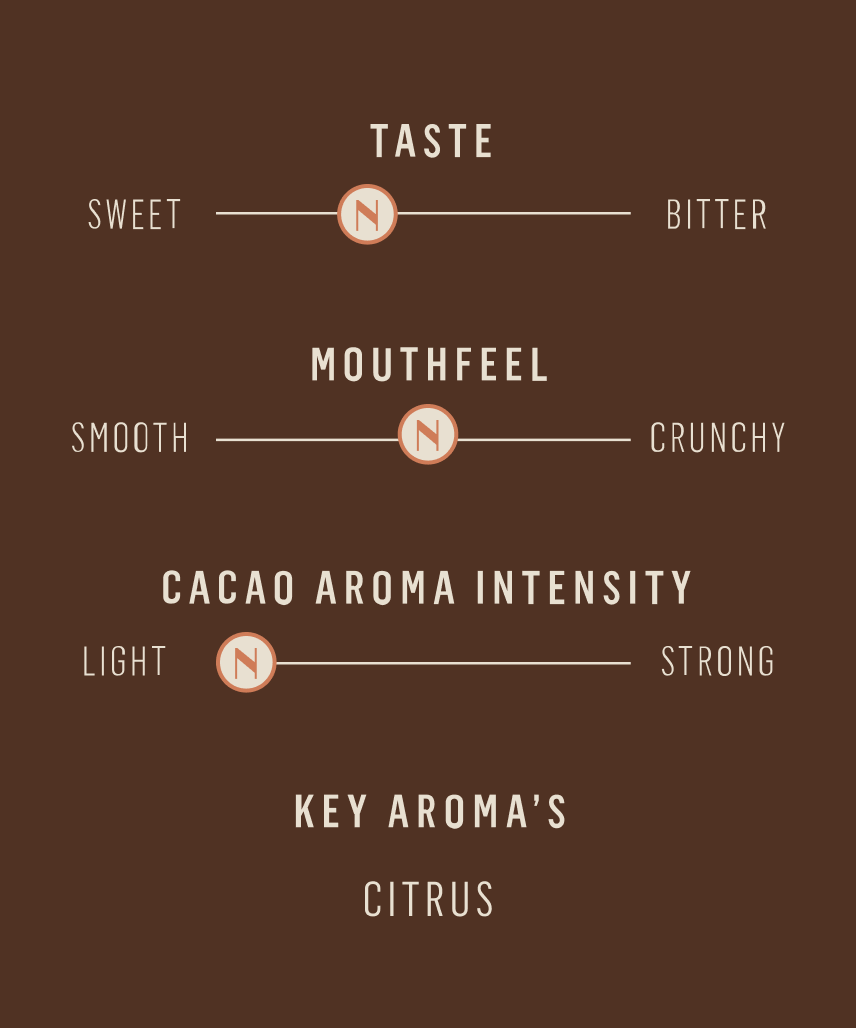 TASTE
SWEET N BITTER
MOUTHFEEL
SMOOTH N CRUNCHY
CACAO AROMA INTENSITY
LIGHT N STRONG
KEY AROMA’S
CITRUS